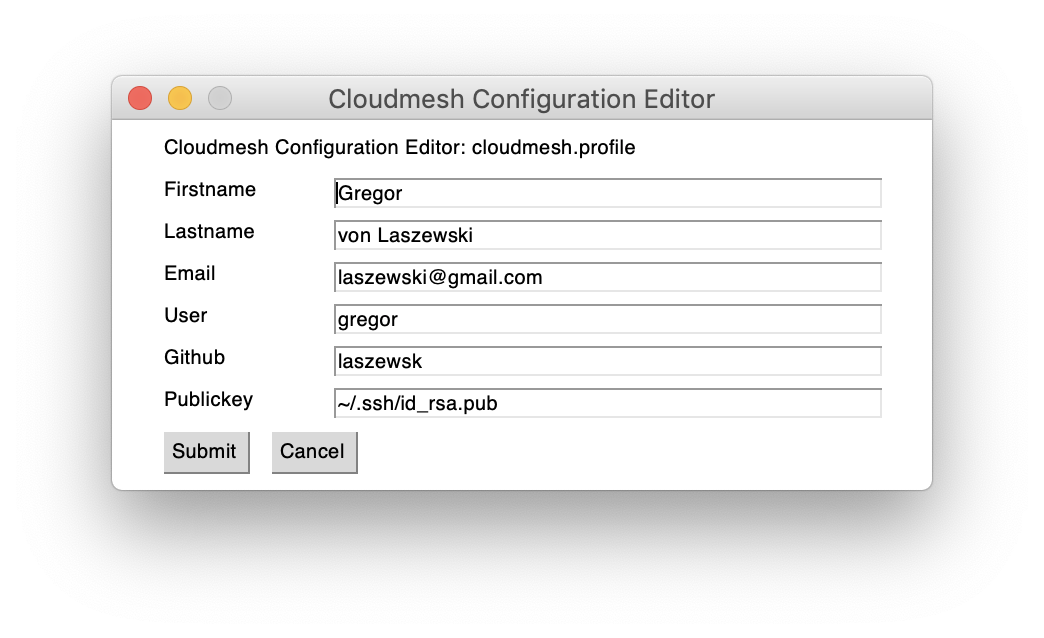 Cloudmesh Configuration Editor
Cloudmesh Configuration Editor: cloudmesh.profile
Firstname Gregor
Lastname von Laszewski
Email laszewski@gmail.com
User gregor
Github laszewsk
Publickey ~/.ssh/id_rsa.pub
Submit Cancel